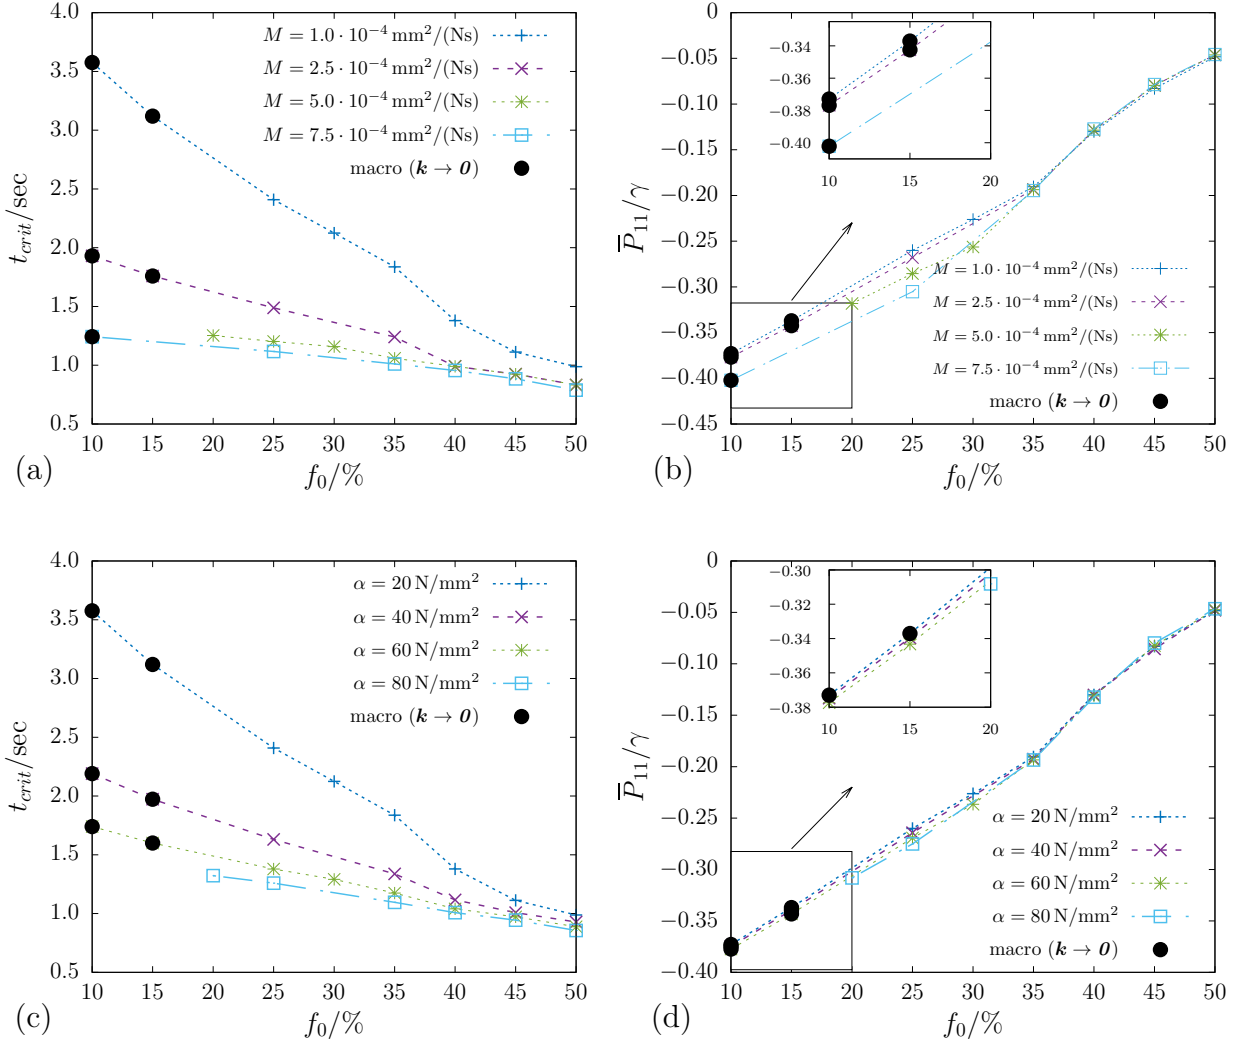 4.0
3.5
3.0
2.5
2.0
1.5
1.0
0.5
t_crit/sec
M = 1.0 · 10⁻⁴ mm²/(Ns)
M = 2.5 · 10⁻⁴ mm²/(Ns)
M = 5.0 · 10⁻⁴ mm²/(Ns)
M = 7.5 · 10⁻⁴ mm²/(Ns)
macro (k → 0)
10 15 20 25 30 35 40 45 50
f₀/%
(a)
0
−0.05
−0.10
−0.15
−0.20
−0.25
−0.30
−0.35
−0.40
−0.45
P̅₁₁/γ
−0.34
−0.36
−0.38
−0.40
10 15 20
M = 1.0 · 10⁻⁴ mm²/(Ns)
M = 2.5 · 10⁻⁴ mm²/(Ns)
M = 5.0 · 10⁻⁴ mm²/(Ns)
M = 7.5 · 10⁻⁴ mm²/(Ns)
macro (k → 0)
10 15 20 25 30 35 40 45 50
f₀/%
(b)
4.0
3.5
3.0
2.5
2.0
1.5
1.0
0.5
t_crit/sec
α = 20 N/mm²
α = 40 N/mm²
α = 60 N/mm²
α = 80 N/mm²
macro (k → 0)
10 15 20 25 30 35 40 45 50
f₀/%
(c)
0
−0.05
−0.10
−0.15
−0.20
−0.25
−0.30
−0.35
−0.40
P̅₁₁/γ
−0.30
−0.32
−0.34
−0.36
−0.38
10 15 20
α = 20 N/mm²
α = 40 N/mm²
α = 60 N/mm²
α = 80 N/mm²
macro (k → 0)
10 15 20 25 30 35 40 45 50
f₀/%
(d)